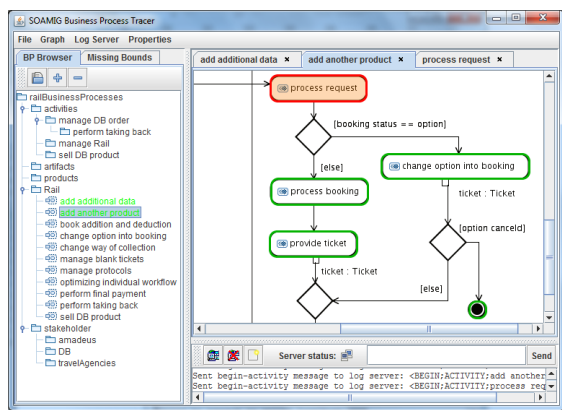 SOAMIG Business Process Tracer
File Graph Log Server Properties
BP Browser Missing Bounds
railBusinessProcesses
activities
manage DB order
perform taking back
manage Rail
sell DB product
artifacts
products
Rail
add additional data
add another product
book addition and deduction
change option into booking
change way of collection
manage blank tickets
manage protocols
optimizing individual workflow
perform final payment
perform taking back
sell DB product
stakeholder
amadeus
DB
travelAgencies
add additional data × add another product × process request ×
process request
[booking status == option]
[else]
change option into booking
process booking
ticket : Ticket
[option canceld]
provide ticket
ticket : Ticket
[else]
Server status:
Send
Sent begin-activity message to log server: <BEGIN;ACTIVITY;add another
Sent begin-activity message to log server: <BEGIN;ACTIVITY;process req